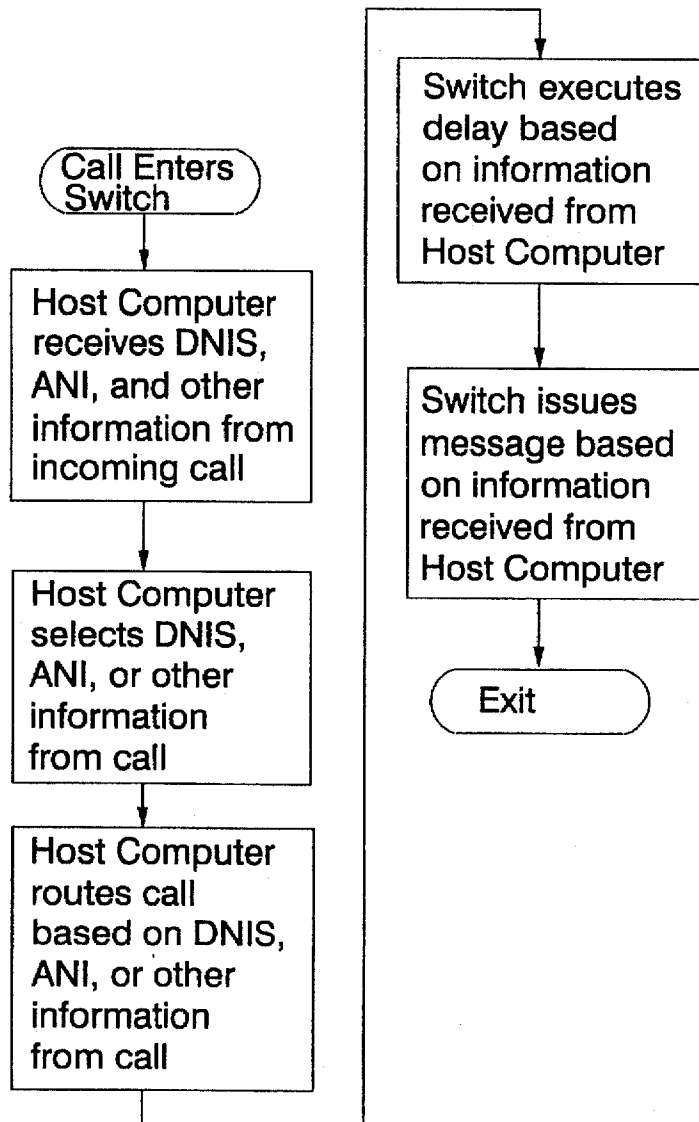 Call Enters
Switch
Host Computer
receives DNIS,
ANI, and other
information from
incoming call
Host Computer
selects DNIS,
ANI, or other
information
from call
Host Computer
routes call
based on DNIS,
ANI, or other
information
from call
Switch executes
delay based
on information
received from
Host Computer
Switch issues
message based
on information
received from
Host Computer
Exit